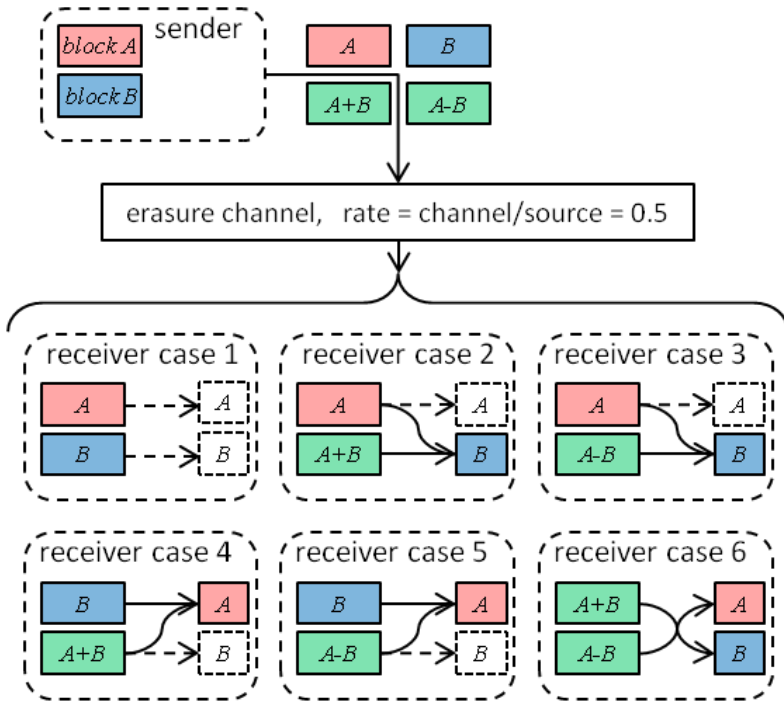 sender
block A
block B
A B
A+B A-B
erasure channel, rate = channel/source = 0.5
receiver case 1
A A
B B
receiver case 2
A A
A+B B
receiver case 3
A A
A-B B
receiver case 4
B A
A+B B
receiver case 5
B A
A-B B
receiver case 6
A+B A
A-B B